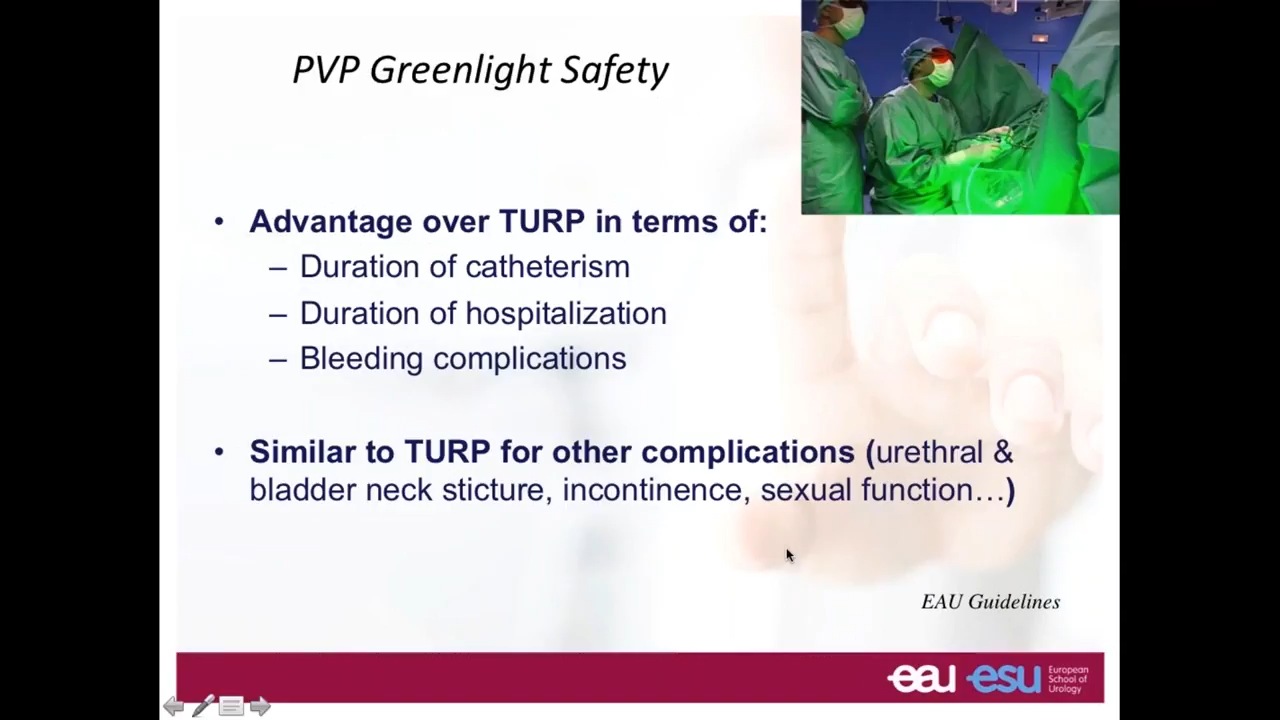 PVP Greenlight Safety
• Advantage over TURP in terms of:
– Duration of catheterism
– Duration of hospitalization
– Bleeding complications
• Similar to TURP for other complications (urethral &
bladder neck sticture, incontinence, sexual function…)
EAU Guidelines
eau esu European
School of
Urology